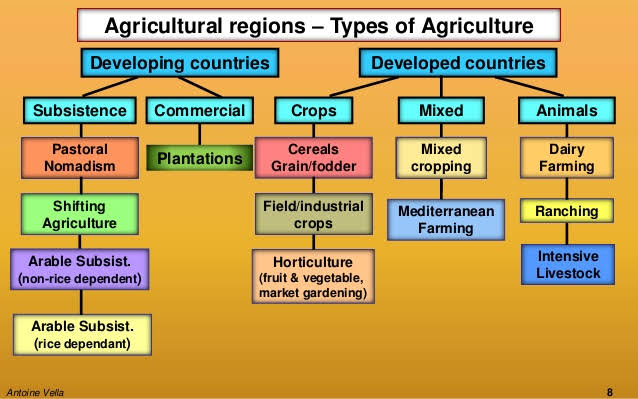 Agricultural regions – Types of Agriculture
Developing countries
Developed countries
Subsistence
Commercial
Crops
Mixed
Animals
Pastoral
Nomadism
Plantations
Cereals
Grain/fodder
Mixed
cropping
Dairy
Farming
Shifting
Agriculture
Field/industrial
crops
Mediterranean
Farming
Ranching
Arable Subsist.
(non-rice dependent)
Horticulture
(fruit & vegetable,
market gardening)
Intensive
Livestock
Arable Subsist.
(rice dependant)
Antoine Vella
8